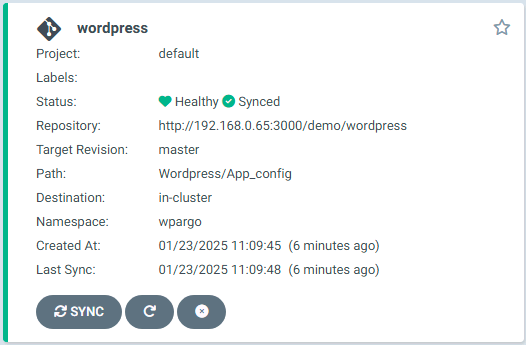 wordpress
Project: default
Labels:
Status: Healthy Synced
Repository: http://192.168.0.65:3000/demo/wordpress
Target Revision: master
Path: Wordpress/App_config
Destination: in-cluster
Namespace: wpargo
Created At: 01/23/2025 11:09:45 (6 minutes ago)
Last Sync: 01/23/2025 11:09:48 (6 minutes ago)
SYNC